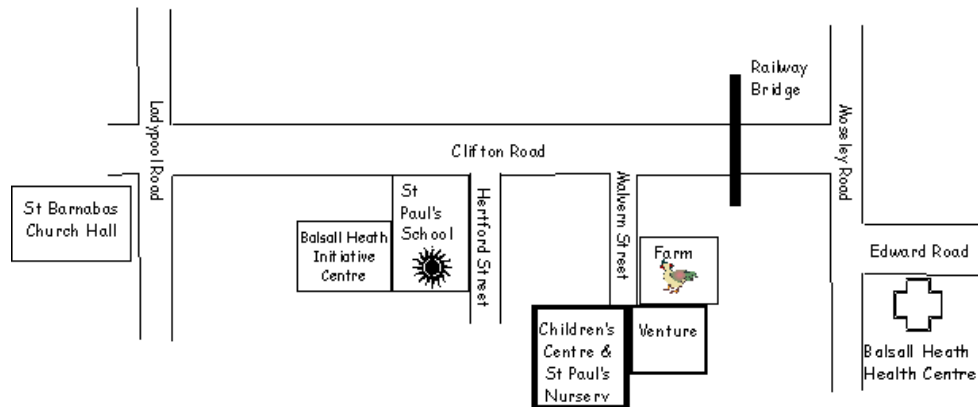 Ladypool Road
St Barnabas
Church Hall
Clifton Road
Balsall Heath
Initiative
Centre
St
Paul's
School
Hertford Street
Malvern Street
Farm
Children's
Centre &
St Paul's
Nursery
Venture
Railway
Bridge
Moseley Road
Edward Road
Balsall Heath
Health Centre